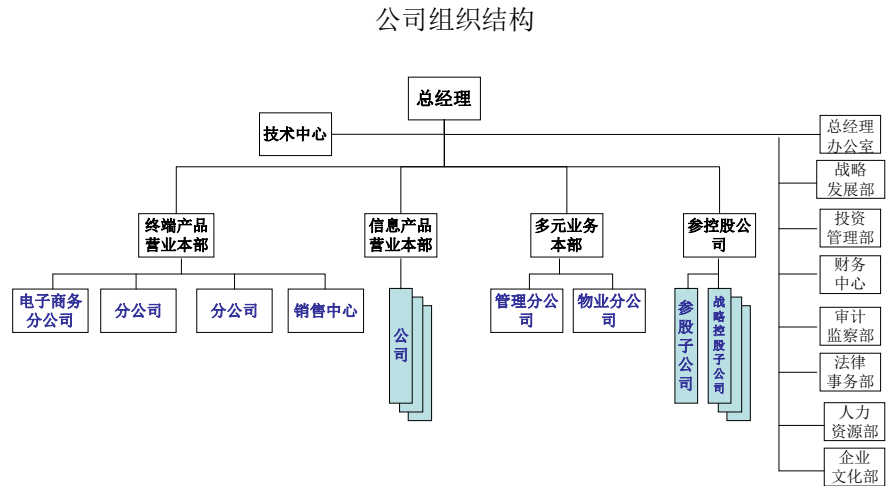 公司组织结构
总经理
技术中心
总经理
办公室
战略
发展部
投资
管理部
财务
中心
审计
监察部
法律
事务部
人力
资源部
企业
文化部
终端产品
营业本部
信息产品
营业本部
多元业务
本部
参控股公
司
电子商务
分公司
分公司
分公司
销售中心
公司
管理分公
司
物业分公
司
参股子公司
战略控股子公司